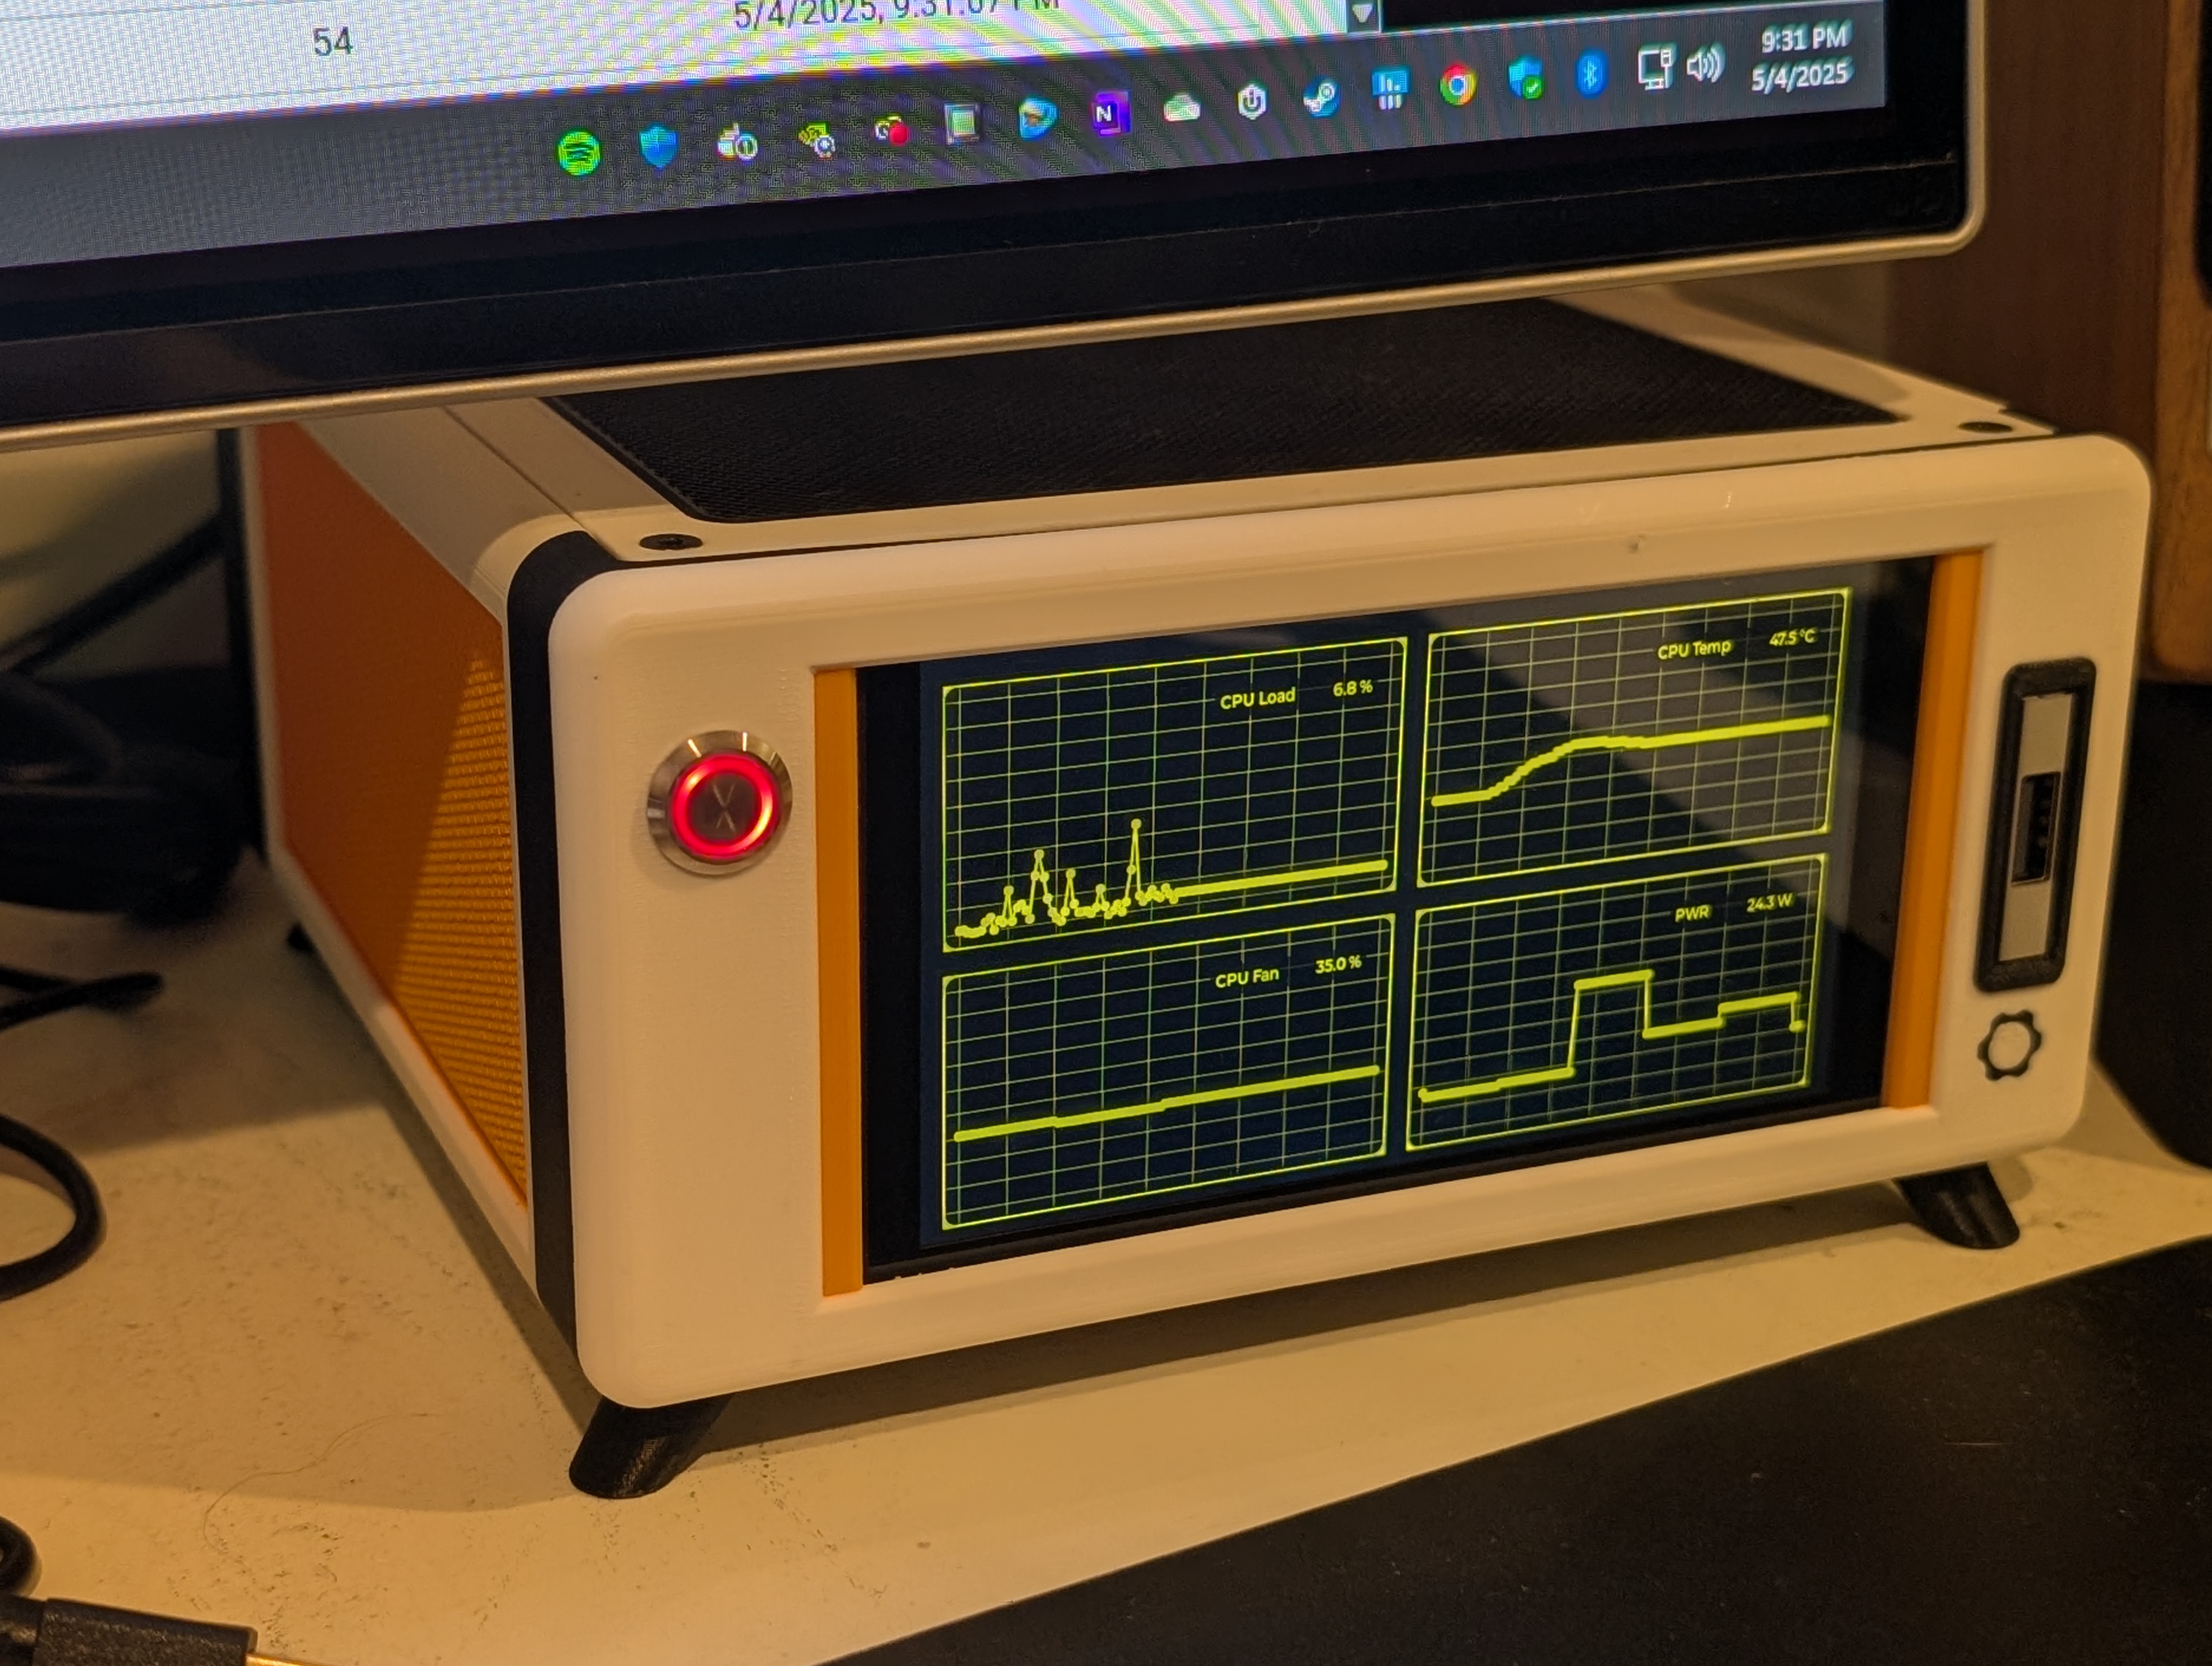 54
5/4/2025, 9:31:07 PM
9:31 PM
5/4/2025
N
CPU Load 6.8 %
CPU Temp 47.5 °C
CPU Fan 35.0 %
PWR 24.3 W